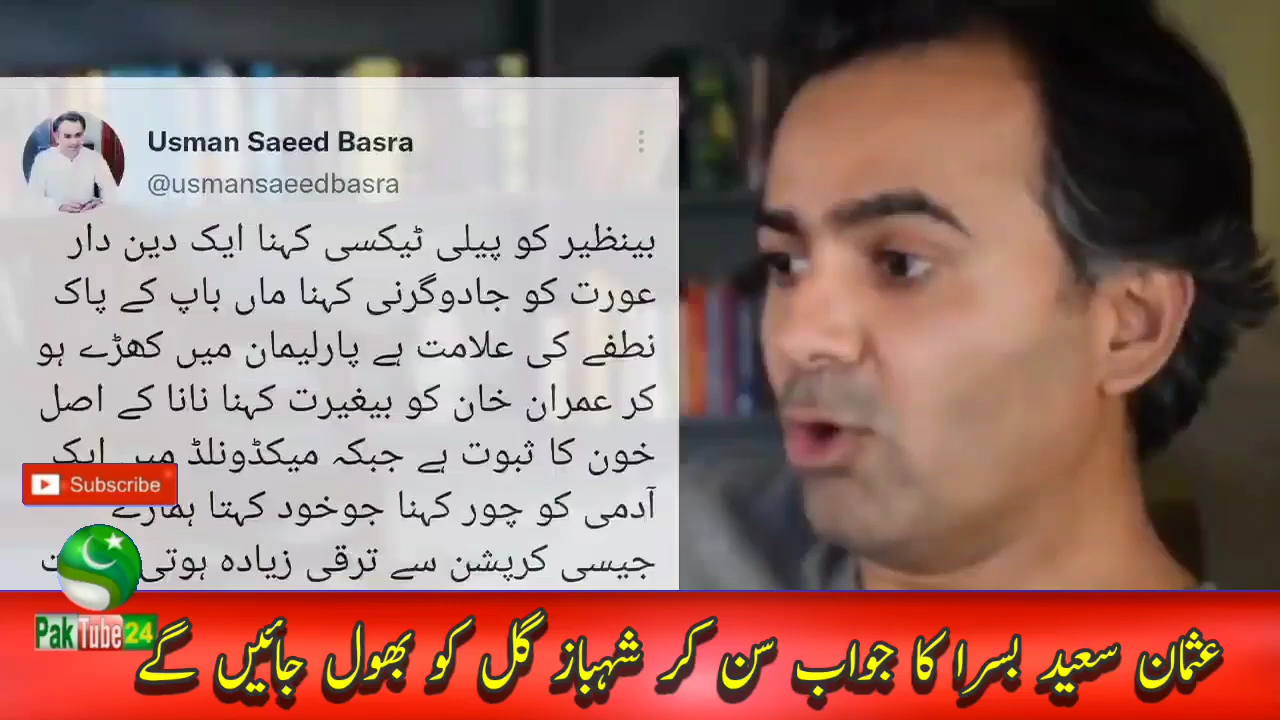 Usman Saeed Basra
@usmansaeedbasra
بینظیر کو پیلی ٹیکسی کہنا ایک دین دار
عورت کو جادوگرنی کہنا ماں باپ کے پاک
نطفے کی علامت ہے پارلیمان میں کھڑے ہو
کر عمران خان کو بیغیرت کہنا نانا کے اصل
خون کا ثبوت ہے جبکہ میکڈونلڈ میں ایک
آدمی کو چور کہنا جوخود کہتا ہمارے
جیسی کرپشن سے ترقی زیادہ ہوتی
Subscribe
PakTube24
عثمان سعید بسرا کا جواب سن کر شہباز گل کو بھول جائیں گے